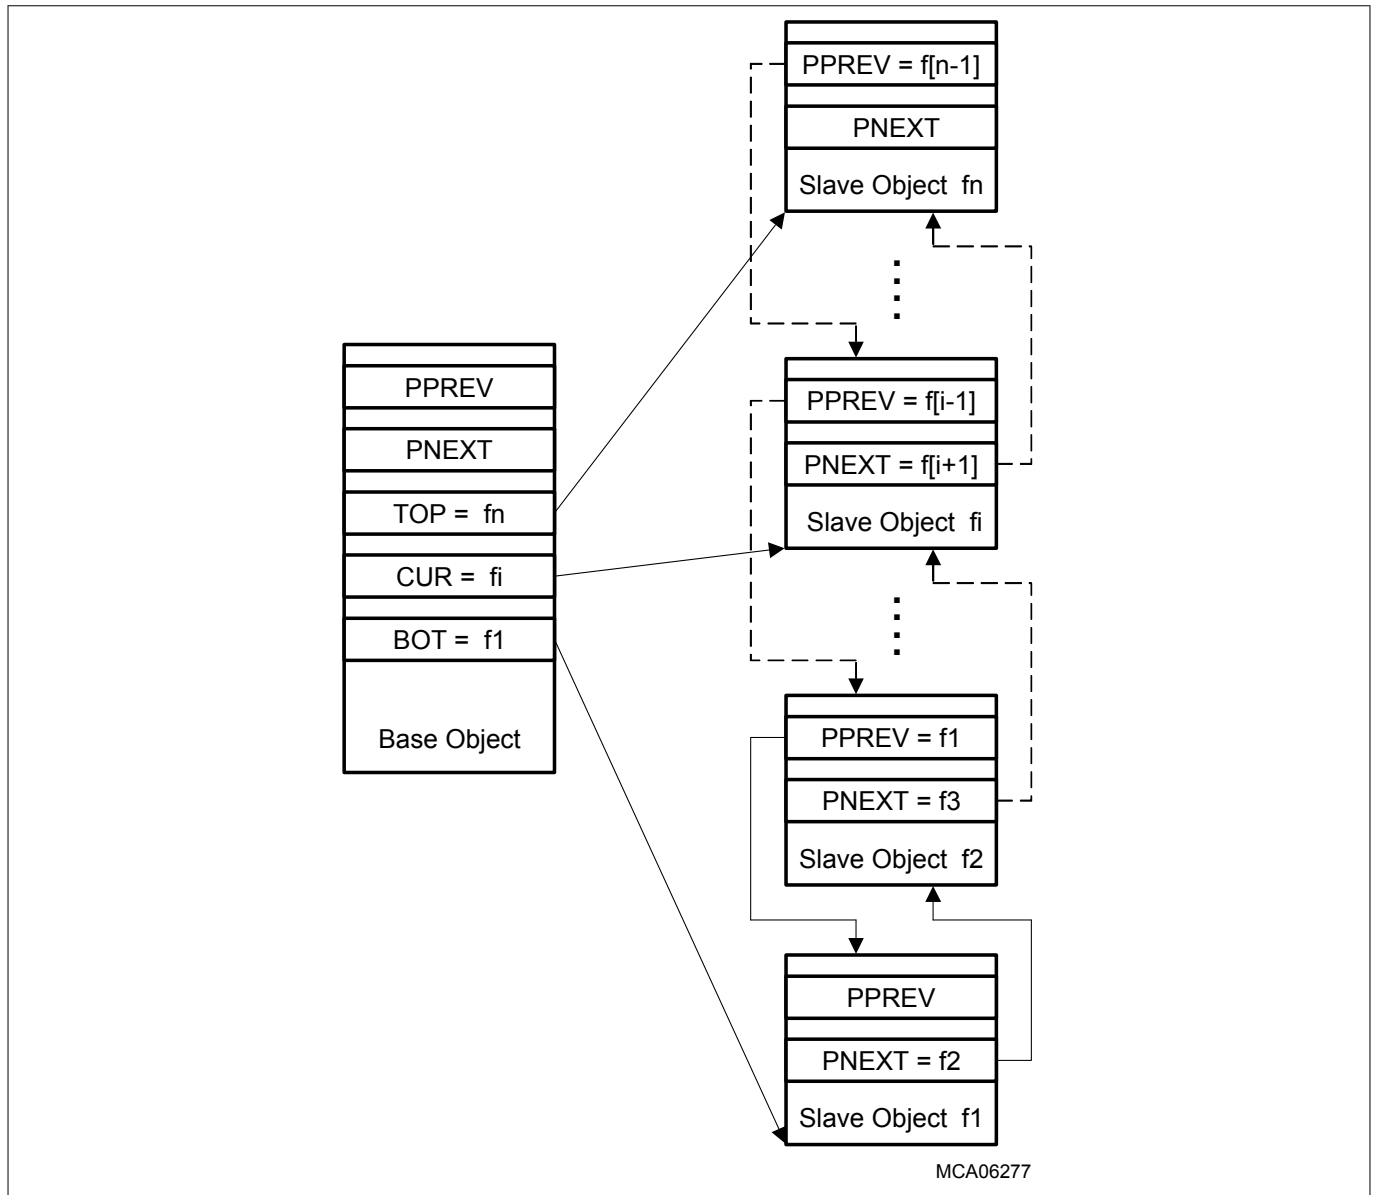 PPREV = f[n-1]
PNEXT
Slave Object fn
PPREV
PNEXT
TOP = fn
CUR = fi
BOT = f1
Base Object
PPREV = f[i-1]
PNEXT = f[i+1]
Slave Object fi
PPREV = f1
PNEXT = f3
Slave Object f2
PPREV
PNEXT = f2
Slave Object f1
MCA06277